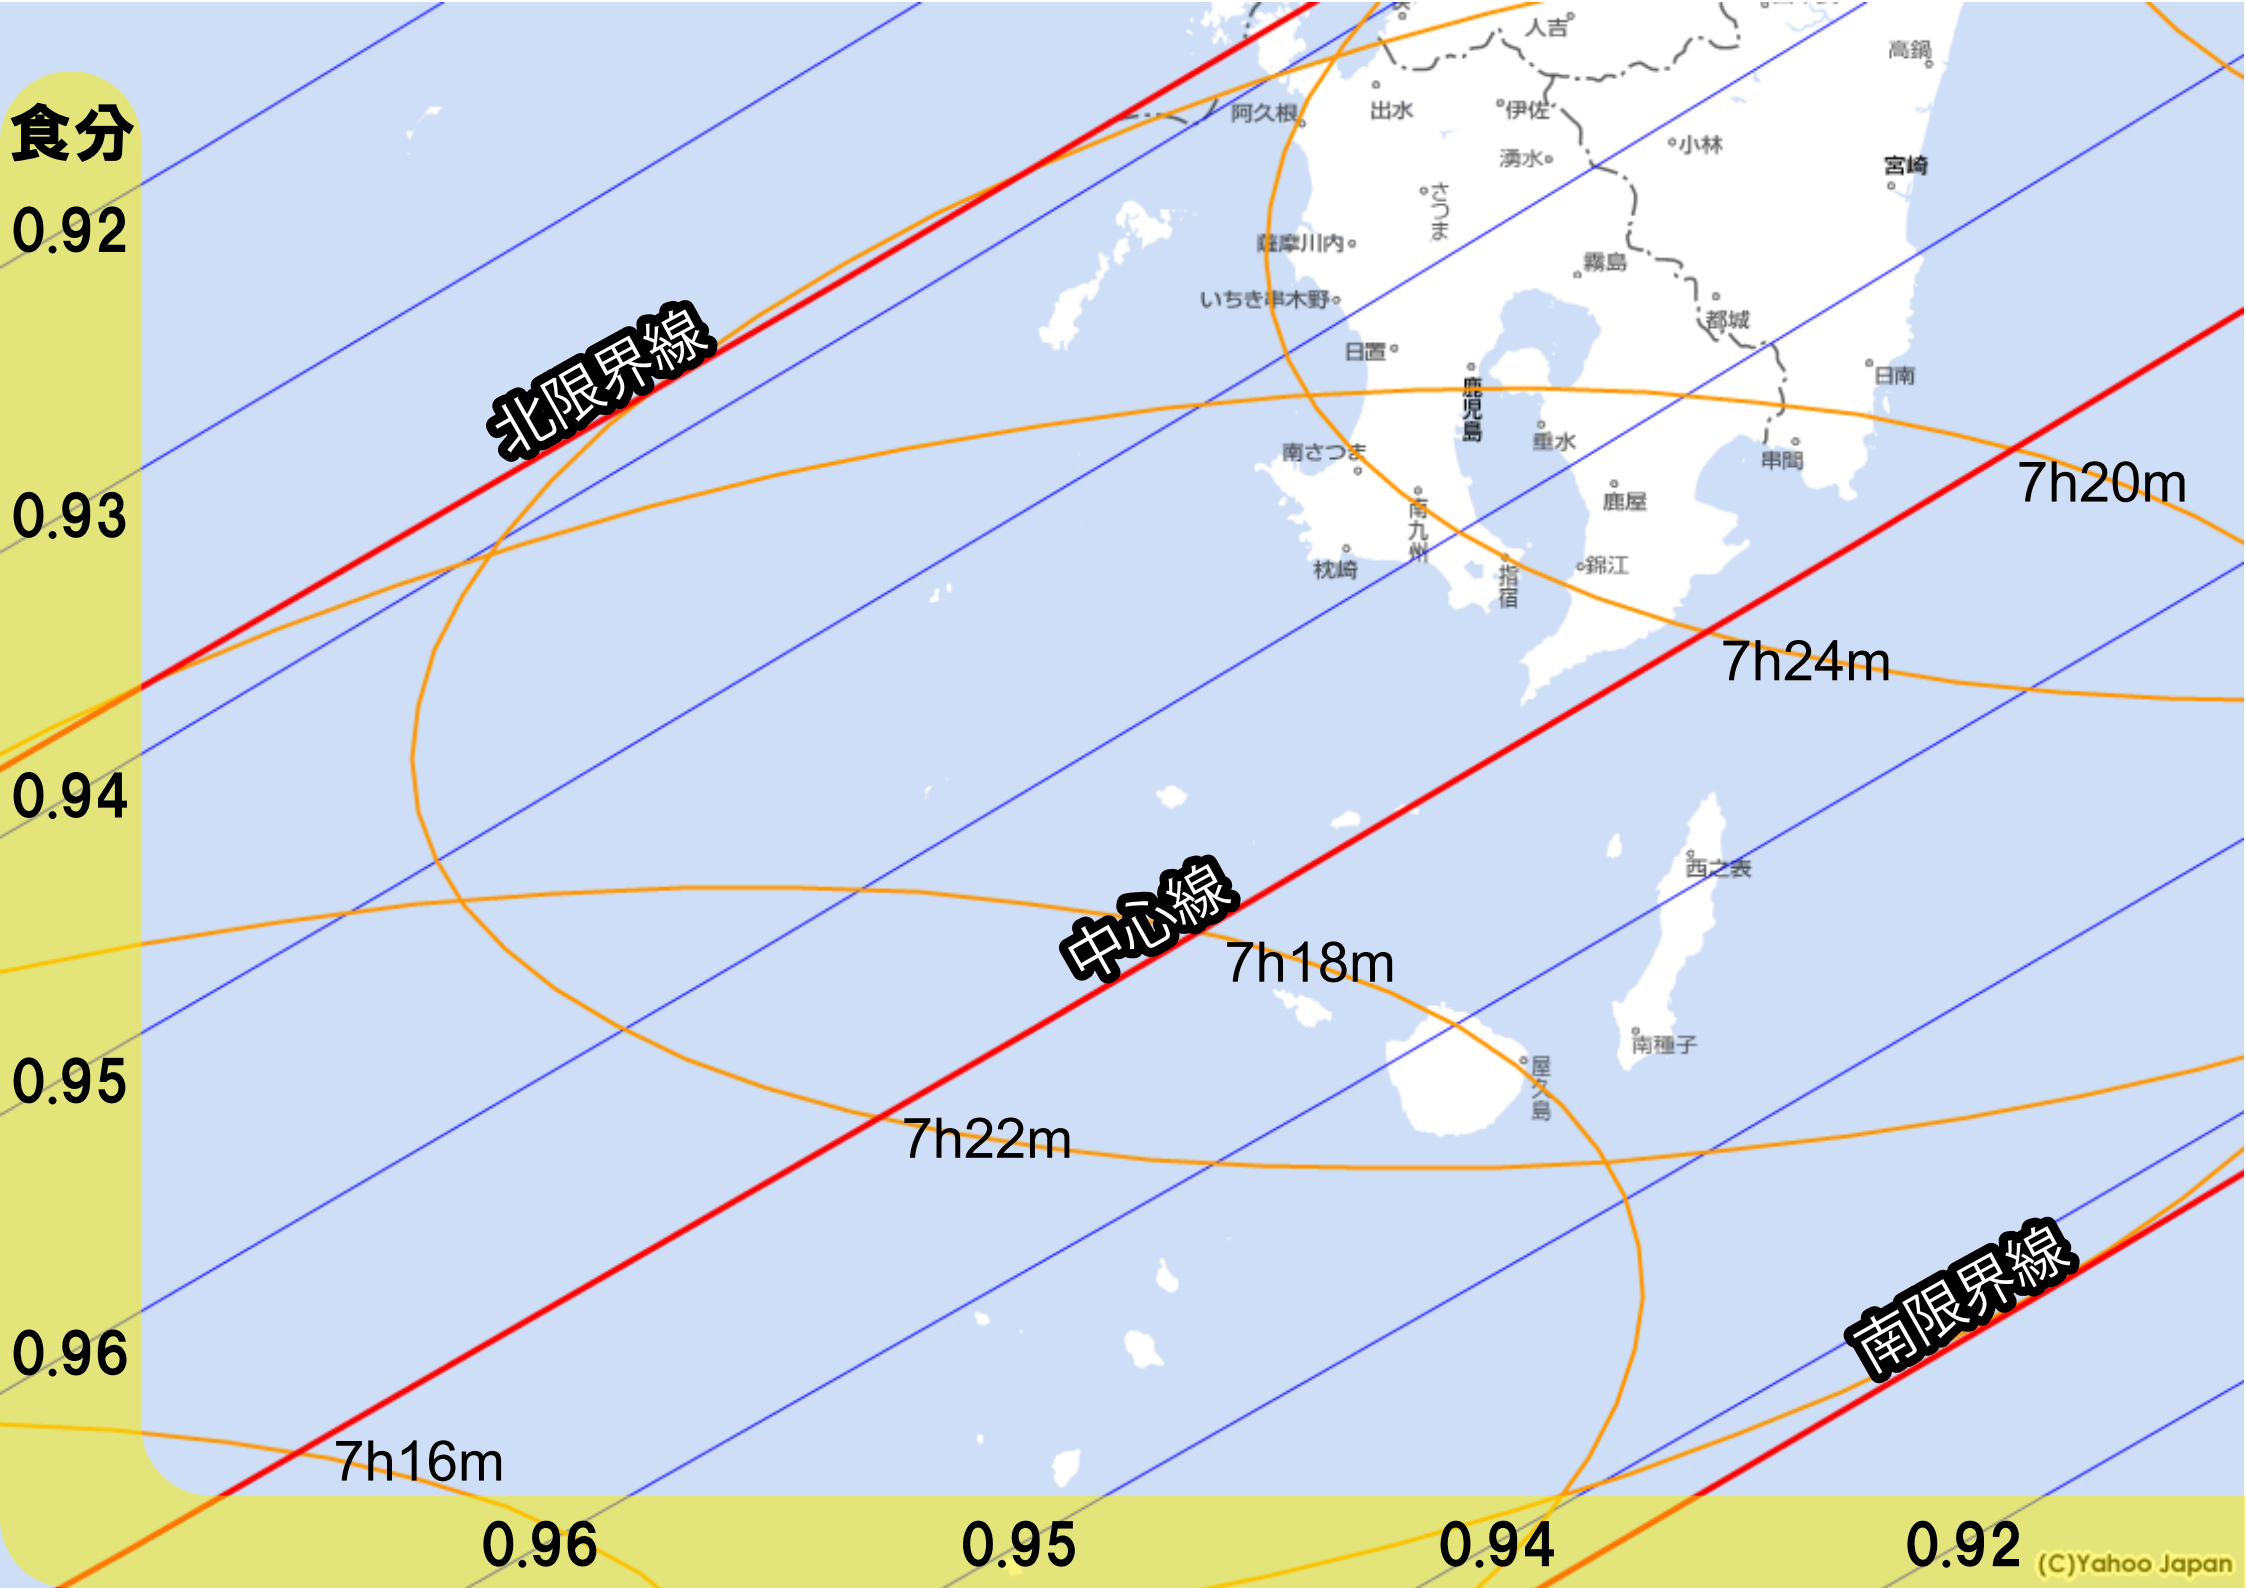 人吉
高鍋
食分
阿久根
出水
伊佐
湧水
小林
宮崎
0.92
さつま
薩摩川内
霧島
いちき串木野
都城
北限界線
日置
日南
鹿児島
垂水
南さつま
串間
7h20m
0.93
鹿屋
南九州
枕崎
指宿
錦江
7h24m
0.94
西之表
中心線
7h18m
南種子
0.95
屋久島
7h22m
南限界線
0.96
7h16m
0.96
0.95
0.94
0.92
(C)Yahoo Japan